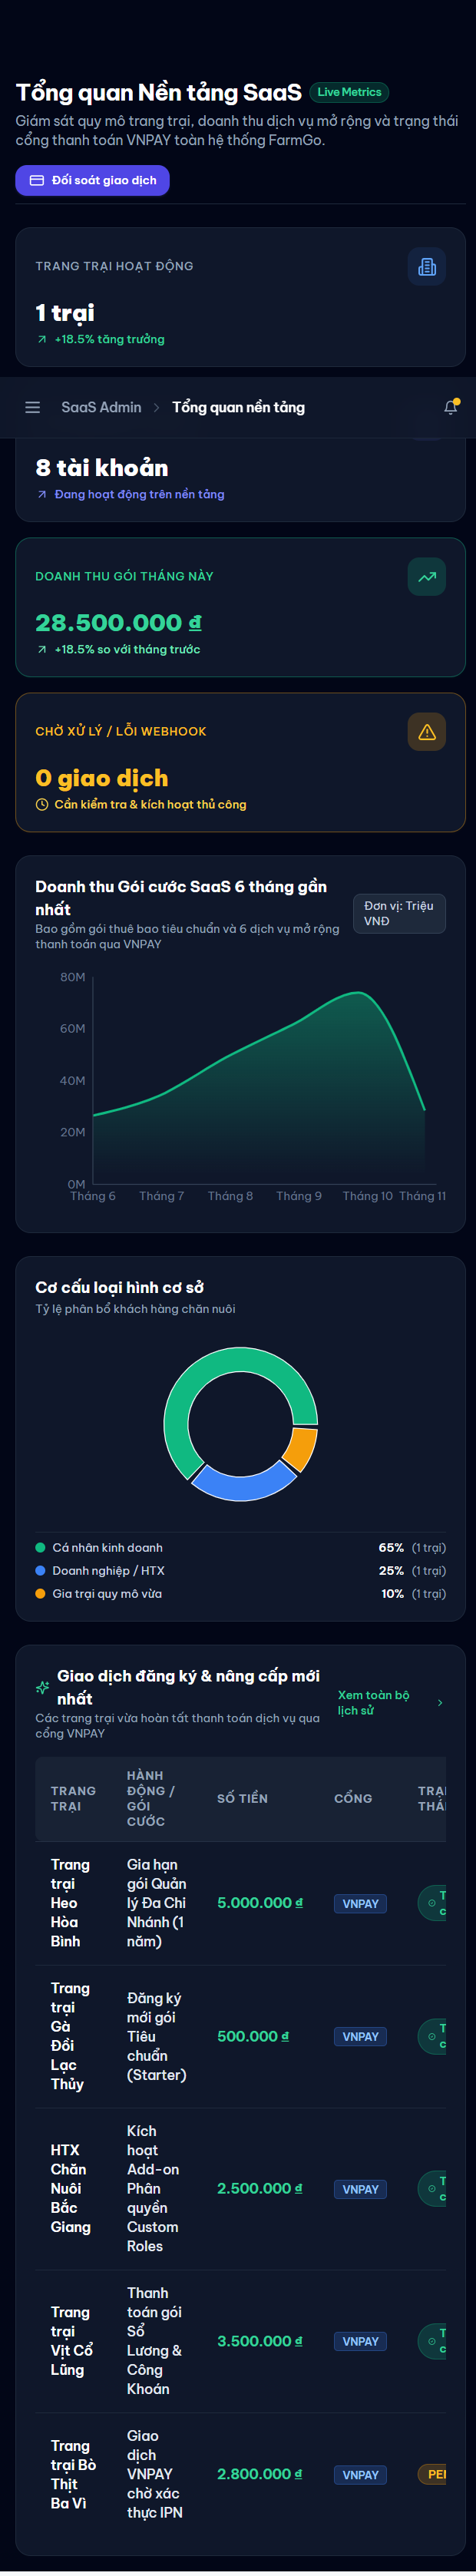 Tổng quan Nền tảng SaaS Live Metrics
Giám sát quy mô trang trại, doanh thu dịch vụ mở rộng và trạng thái
cổng thanh toán VNPAY toàn hệ thống FarmGo.
Đối soát giao dịch
TRANG TRẠI HOẠT ĐỘNG
1 trại
+18.5% tăng trưởng
SaaS Admin Tổng quan nền tảng
8 tài khoản
Đang hoạt động trên nền tảng
DOANH THU GÓI THÁNG NÀY
28.500.000 ₫
+18.5% so với tháng trước
CHỜ XỬ LÝ / LỖI WEBHOOK
0 giao dịch
Cần kiểm tra & kích hoạt thủ công
Doanh thu Gói cước SaaS 6 tháng gần
nhất
Bao gồm gói thuê bao tiêu chuẩn và 6 dịch vụ mở rộng
thanh toán qua VNPAY
Đơn vị: Triệu
VNĐ
80M
60M
40M
20M
0M
Tháng 6 Tháng 7 Tháng 8 Tháng 9 Tháng 10 Tháng 11
Cơ cấu loại hình cơ sở
Tỷ lệ phân bổ khách hàng chăn nuôi
Cá nhân kinh doanh 65% (1 trại)
Doanh nghiệp / HTX 25% (1 trại)
Gia trại quy mô vừa 10% (1 trại)
Giao dịch đăng ký & nâng cấp mới
nhất
Các trang trại vừa hoàn tất thanh toán dịch vụ qua
cổng VNPAY
Xem toàn bộ
lịch sử
TRANG
TRẠI
HÀNH
ĐỘNG /
GÓI
CƯỚC
SỐ TIỀN
CỔNG
Trang
trại
Heo
Hòa
Bình
Gia hạn
gói Quản
lý Đa Chi
Nhánh (1
năm)
5.000.000 ₫
VNPAY
Trang
trại
Gà
Đồi
Lạc
Thủy
Đăng ký
mới gói
Tiêu
chuẩn
(Starter)
500.000 ₫
VNPAY
HTX
Chăn
Nuôi
Bắc
Giang
Kích
hoạt
Add-on
Phân
quyền
Custom
Roles
2.500.000 ₫
VNPAY
Trang
trại
Vịt Cổ
Lũng
Thanh
toán gói
Sổ
Lương &
Công
Khoán
3.500.000 ₫
VNPAY
Trang
trại Bò
Thịt
Ba Vì
Giao
dịch
VNPAY
chờ xác
thực IPN
2.800.000 ₫
VNPAY